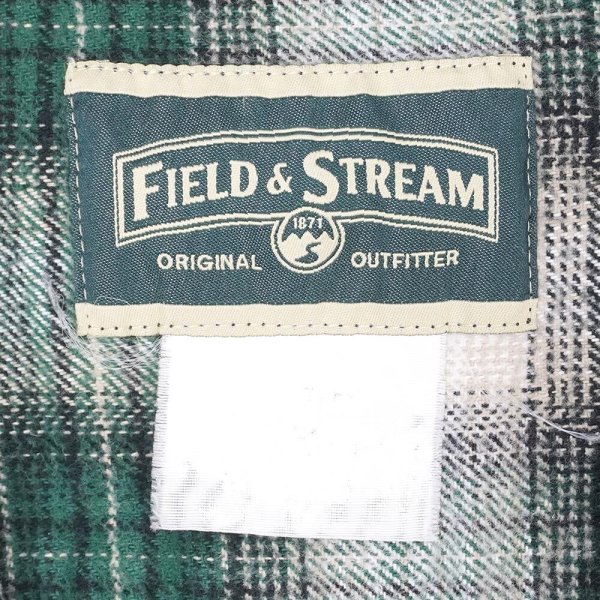 FIELD & STREAM
1871
ORIGINAL OUTFITTER